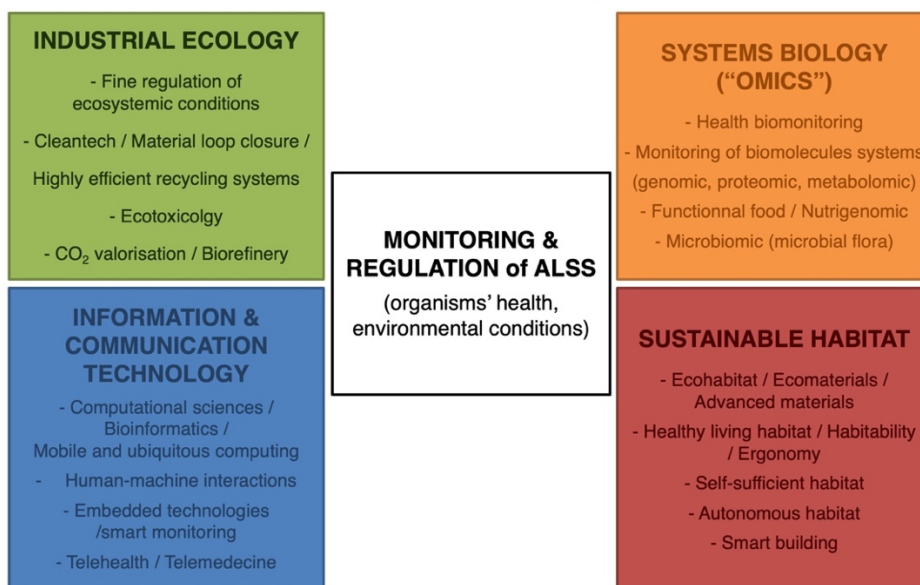 INDUSTRIAL ECOLOGY
- Fine regulation of
ecosystemic conditions
- Cleantech / Material loop closure /
Highly efficient recycling systems
- Ecotoxicolgy
- CO₂ valorisation / Biorefinery
INFORMATION &
COMMUNICATION
TECHNOLOGY
- Computational sciences /
Bioinformatics /
Mobile and ubiquitous computing
- Human-machine interactions
- Embedded technologies
/smart monitoring
- Telehealth / Telemedecine
MONITORING &
REGULATION of ALSS
(organisms' health,
environmental conditions)
SYSTEMS BIOLOGY
("OMICS")
- Health biomonitoring
- Monitoring of biomolecules systems
(genomic, proteomic, metabolomic)
- Functionnal food / Nutrigenomic
- Microbiomic (microbial flora)
SUSTAINABLE HABITAT
- Ecohabitat / Ecomaterials /
Advanced materials
- Healthy living habitat / Habitability
/ Ergonomy
- Self-sufficient habitat
- Autonomous habitat
- Smart building